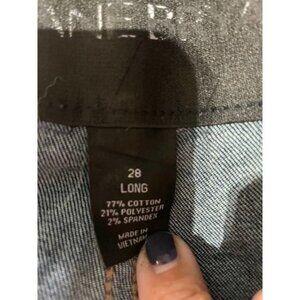 28
LONG
77% COTTON
21% POLYESTER
2% SPANDEX
MADE IN
VIETNAM